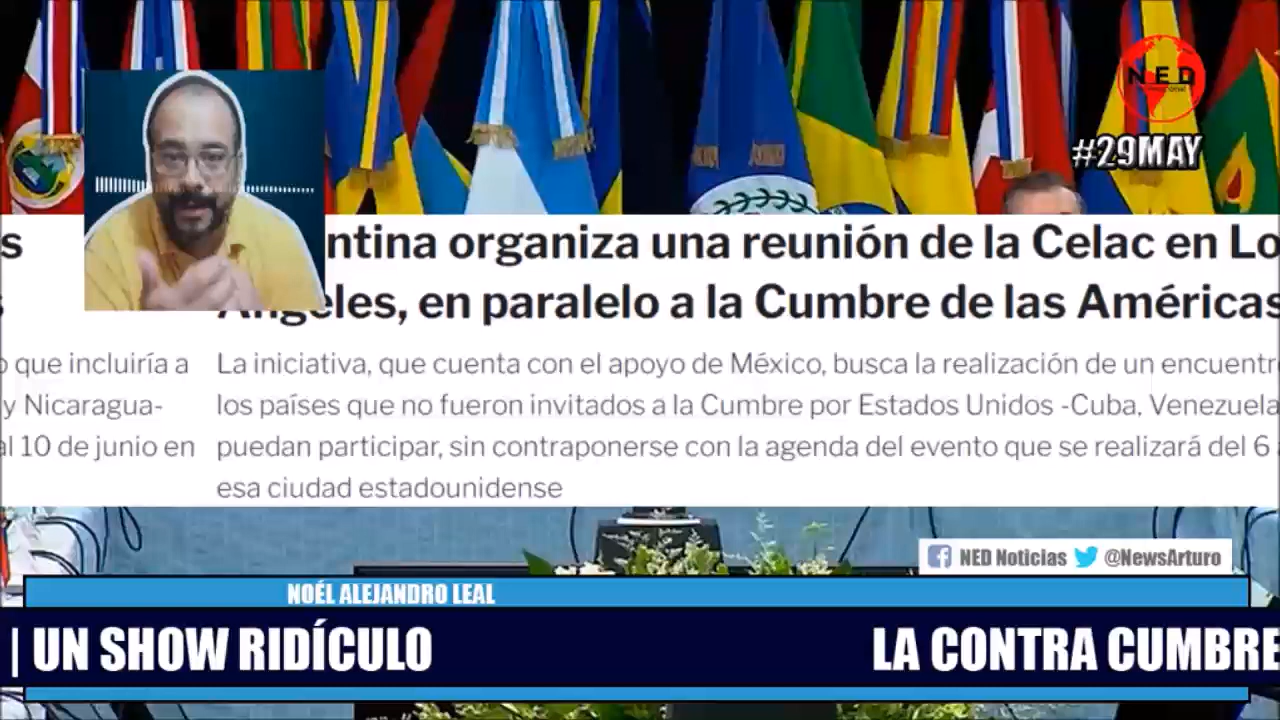 N.E.D
#29MAY
s
ntina organiza una reunión de la Celac en Lo
Angeles, en paralelo a la Cumbre de las Américas
o que incluiría a
La iniciativa, que cuenta con el apoyo de México, busca la realización de un encuentr
y Nicaragua-
los países que no fueron invitados a la Cumbre por Estados Unidos -Cuba, Venezuela
al 10 de junio en
puedan participar, sin contraponerse con la agenda del evento que se realizará del 6
esa ciudad estadounidense
NED Noticias @NewsArturo
NOÉL ALEJANDRO LEAL
| UN SHOW RIDÍCULO
LA CONTRA CUMBRE